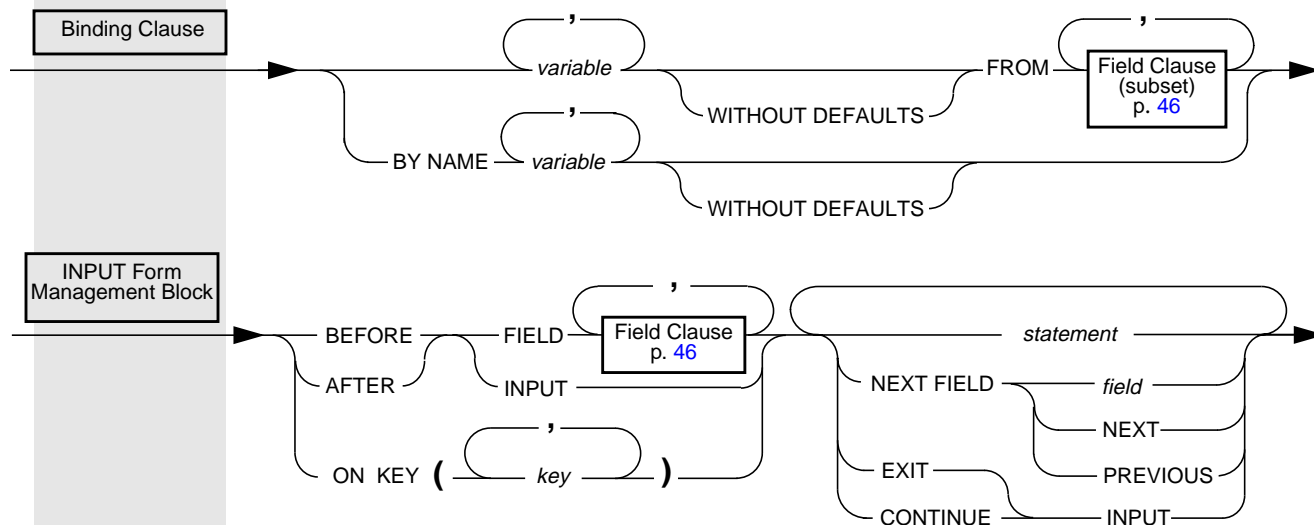 Binding Clause
,
,
variable
FROM
Field Clause
(subset)
p. 46
WITHOUT DEFAULTS
,
BY NAME
variable
WITHOUT DEFAULTS
INPUT Form
Management Block
,
BEFORE
FIELD
Field Clause
p. 46
statement
AFTER
INPUT
NEXT FIELD
field
,
NEXT
ON KEY ( key )
EXIT
PREVIOUS
CONTINUE
INPUT